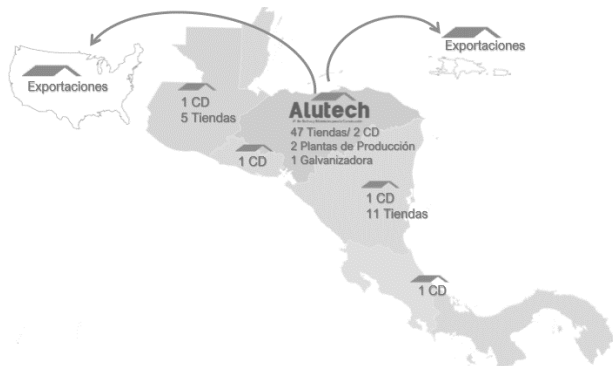 Exportaciones
Exportaciones
1 CD
5 Tiendas
Alutech
47 Tiendas/ 2 CD
2 Plantas de Producción
1 Galvanizadora
1 CD
1 CD
11 Tiendas
1 CD